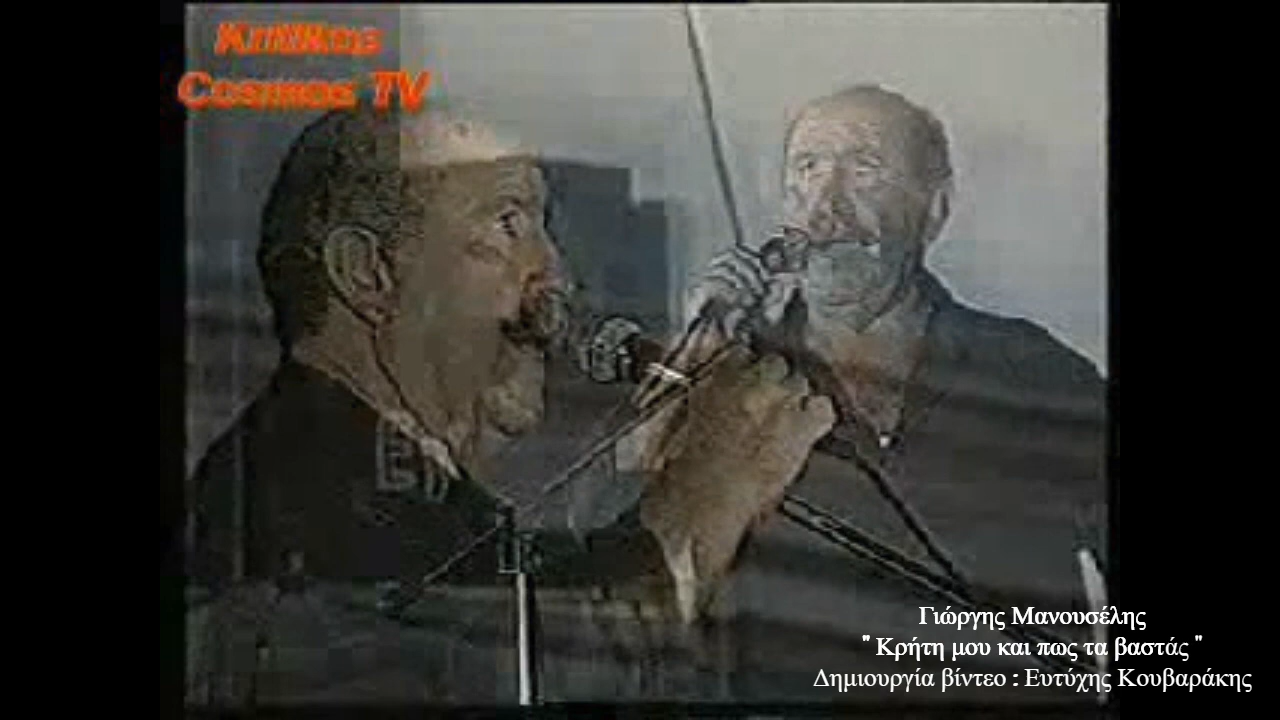 Cosmos TV
Γιώργης Μανουσέλης
" Κρήτη μου και πως τα βαστάς "
Δημιουργία βίντεο : Ευτύχης Κουβαράκης